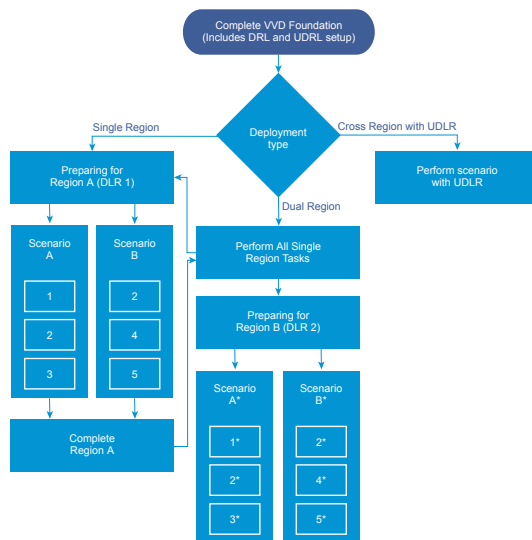 Complete VVD Foundation
(Includes DRL and UDRL setup)
Single Region
Deployment
type
Cross Region with UDLR
Preparing for
Region A (DLR 1)
Perform scenario
with UDLR
Dual Region
Scenario
A
1
2
3
Scenario
B
2
4
5
Perform All Single
Region Tasks
Preparing for
Region B (DLR 2)
Complete
Region A
Scenario
A*
1*
2*
3*
Scenario
B*
2*
4*
5*